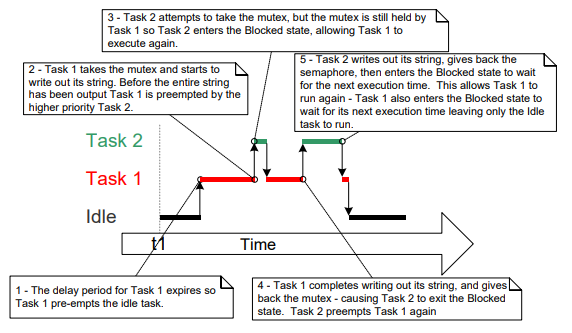 3 - Task 2 attempts to take the mutex, but the mutex is still held by
Task 1 so Task 2 enters the Blocked state, allowing Task 1 to
execute again.
2 - Task 1 takes the mutex and starts to
write out its string. Before the entire string
has been output Task 1 is preempted by the
higher priority Task 2.
5 - Task 2 writes out its string, gives back the
semaphore, then enters the Blocked state to wait
for the next execution time. This allows Task 1 to
run again - Task 1 also enters the Blocked state to
wait for its next execution time leaving only the Idle
task to run.
Task 2
Task 1
Idle
t1
Time
1 - The delay period for Task 1 expires so
Task 1 pre-empts the idle task.
4 - Task 1 completes writing out its string, and gives
back the mutex - causing Task 2 to exit the Blocked
state. Task 2 preempts Task 1 again